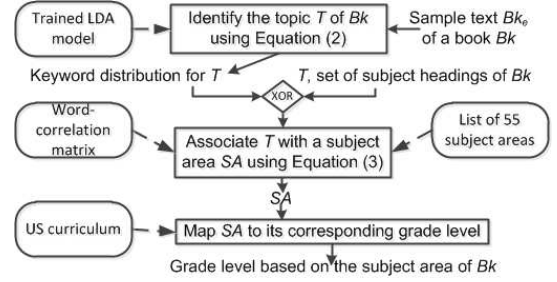 Trained LDA
model
Identify the topic T of Bk
using Equation (2)
Sample text Bkₑ
of a book Bk
Keyword distribution for T
T, set of subject headings of Bk
XOR
Word-
correlation
matrix
Associate T with a subject
area SA using Equation (3)
List of 55
subject areas
SA
US curriculum
Map SA to its corresponding grade level
Grade level based on the subject area of Bk